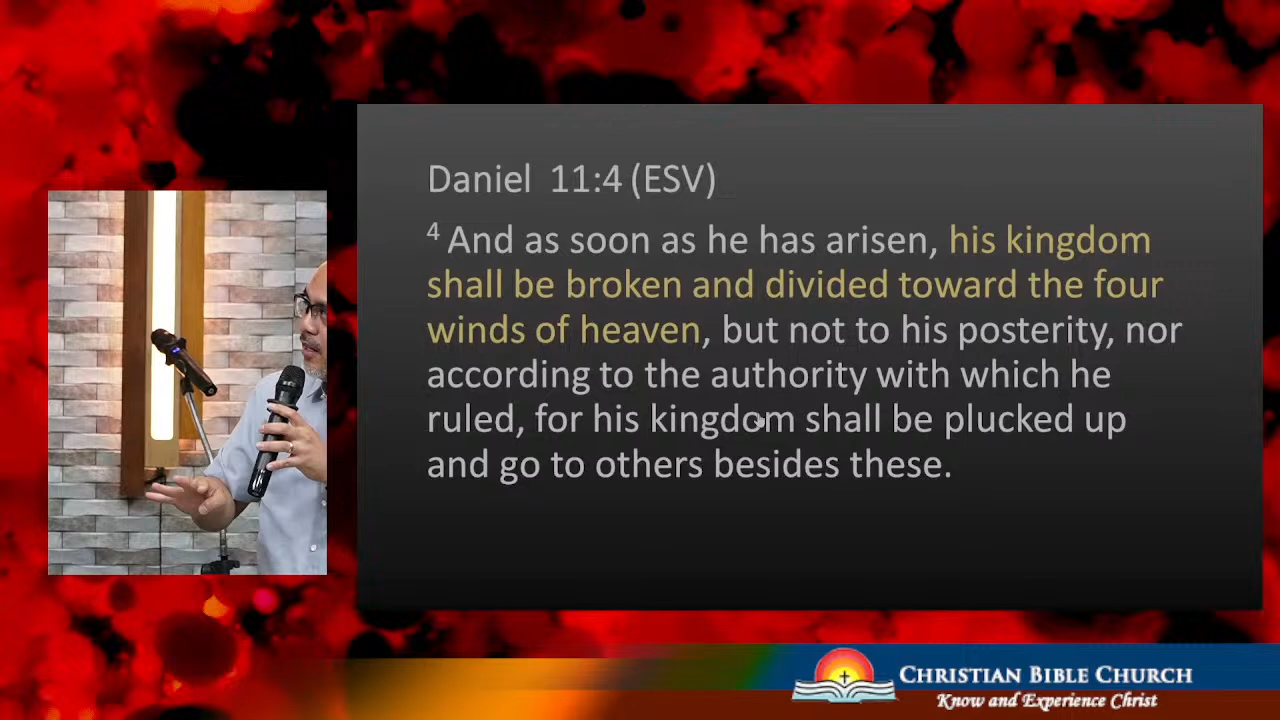 Daniel 11:4 (ESV)
4 And as soon as he has arisen, his kingdom
shall be broken and divided toward the four
winds of heaven, but not to his posterity, nor
according to the authority with which he
ruled, for his kingdom shall be plucked up
and go to others besides these.
CHRISTIAN BIBLE CHURCH
Know and Experience Christ